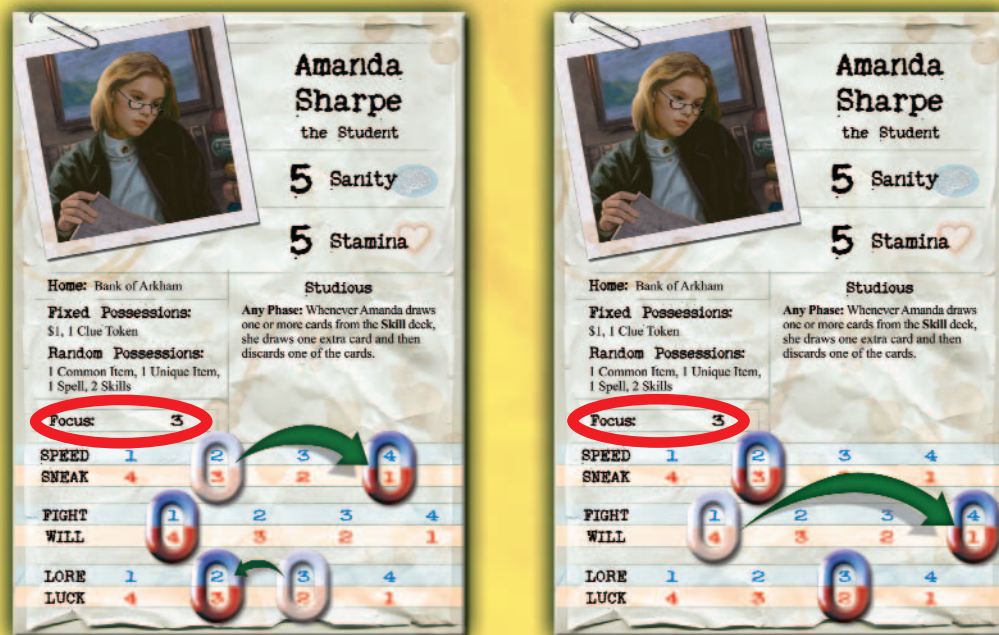 Amanda
Sharpe
the Student
5 Sanity
5 Stamina
Home: Bank of Arkham
Fixed Possessions:
$1, 1 Clue Token
Random Possessions:
1 Common Item, 1 Unique Item,
1 Spell, 2 Skills
Focus: 3
Studious
Any Phase: Whenever Amanda draws
one or more cards from the Skill deck,
she draws one extra card and then
discards one of the cards.
SPEED 1 2 3 4
SNEAK 4 3 2 1
FIGHT 1 2 3 4
WILL 4 3 2 1
LORE 1 2 3 4
LUCK 4 3 2 1
Amanda
Sharpe
the Student
5 Sanity
5 Stamina
Home: Bank of Arkham
Fixed Possessions:
$1, 1 Clue Token
Random Possessions:
1 Common Item, 1 Unique Item,
1 Spell, 2 Skills
Focus: 3
Studious
Any Phase: Whenever Amanda draws
one or more cards from the Skill deck,
she draws one extra card and then
discards one of the cards.
SPEED 1 2 3 4
SNEAK 4 3 1
FIGHT 1 2 3 4
WILL 4 3 2 1
LORE 1 2 3 4
LUCK 4 3 2 1